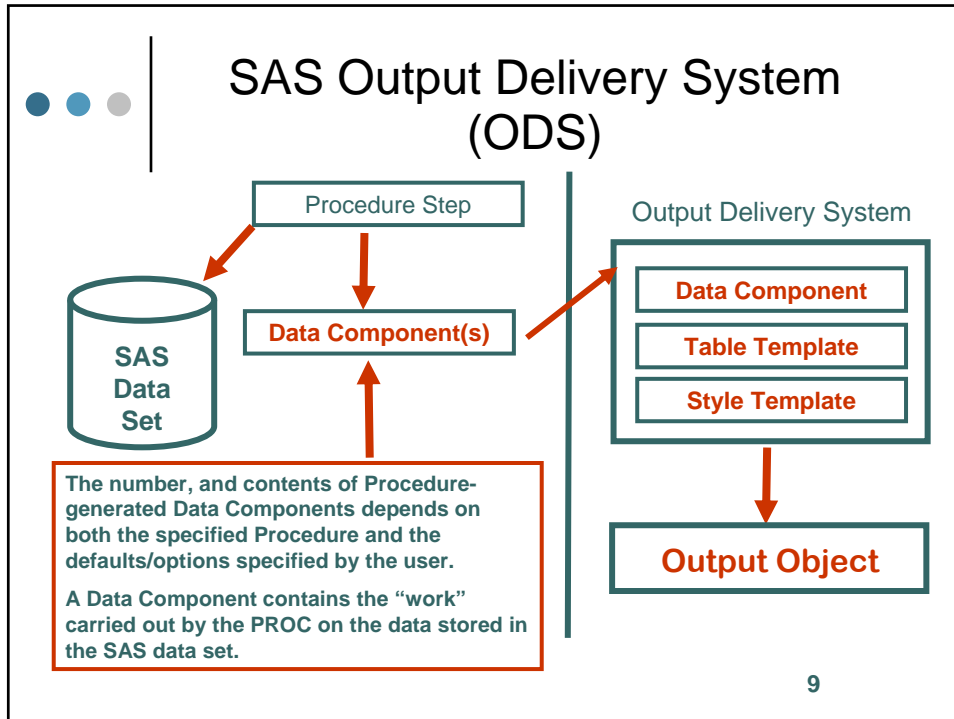 SAS Output Delivery System
(ODS)
Procedure Step
SAS
Data
Set
Data Component(s)
The number, and contents of Procedure-
generated Data Components depends on
both the specified Procedure and the
defaults/options specified by the user.
A Data Component contains the “work”
carried out by the PROC on the data stored in
the SAS data set.
Output Delivery System
Data Component
Table Template
Style Template
Output Object
9